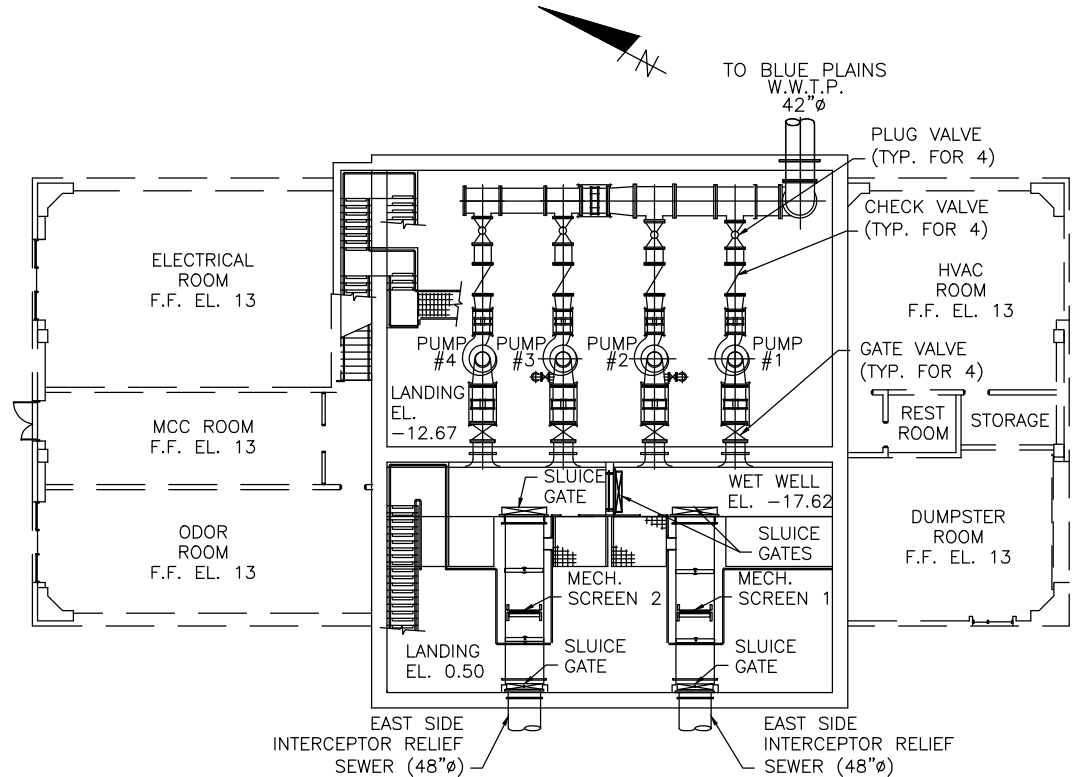 N
TO BLUE PLAINS
W.W.T.P.
42"ø
PLUG VALVE
(TYP. FOR 4)
CHECK VALVE
(TYP. FOR 4)
ELECTRICAL
ROOM
F.F. EL. 13
HVAC
ROOM
F.F. EL. 13
PUMP
#4
PUMP
#3
PUMP
#2
PUMP
#1
GATE VALVE
(TYP. FOR 4)
LANDING
EL.
-12.67
MCC ROOM
F.F. EL. 13
REST
ROOM
STORAGE
SLUICE
GATE
WET WELL
EL. -17.62
SLUICE
GATES
ODOR
ROOM
F.F. EL. 13
DUMPSTER
ROOM
F.F. EL. 13
MECH.
SCREEN 2
MECH.
SCREEN 1
LANDING
EL. 0.50
SLUICE
GATE
SLUICE
GATE
EAST SIDE
INTERCEPTOR RELIEF
SEWER (48"ø)
EAST SIDE
INTERCEPTOR RELIEF
SEWER (48"ø)